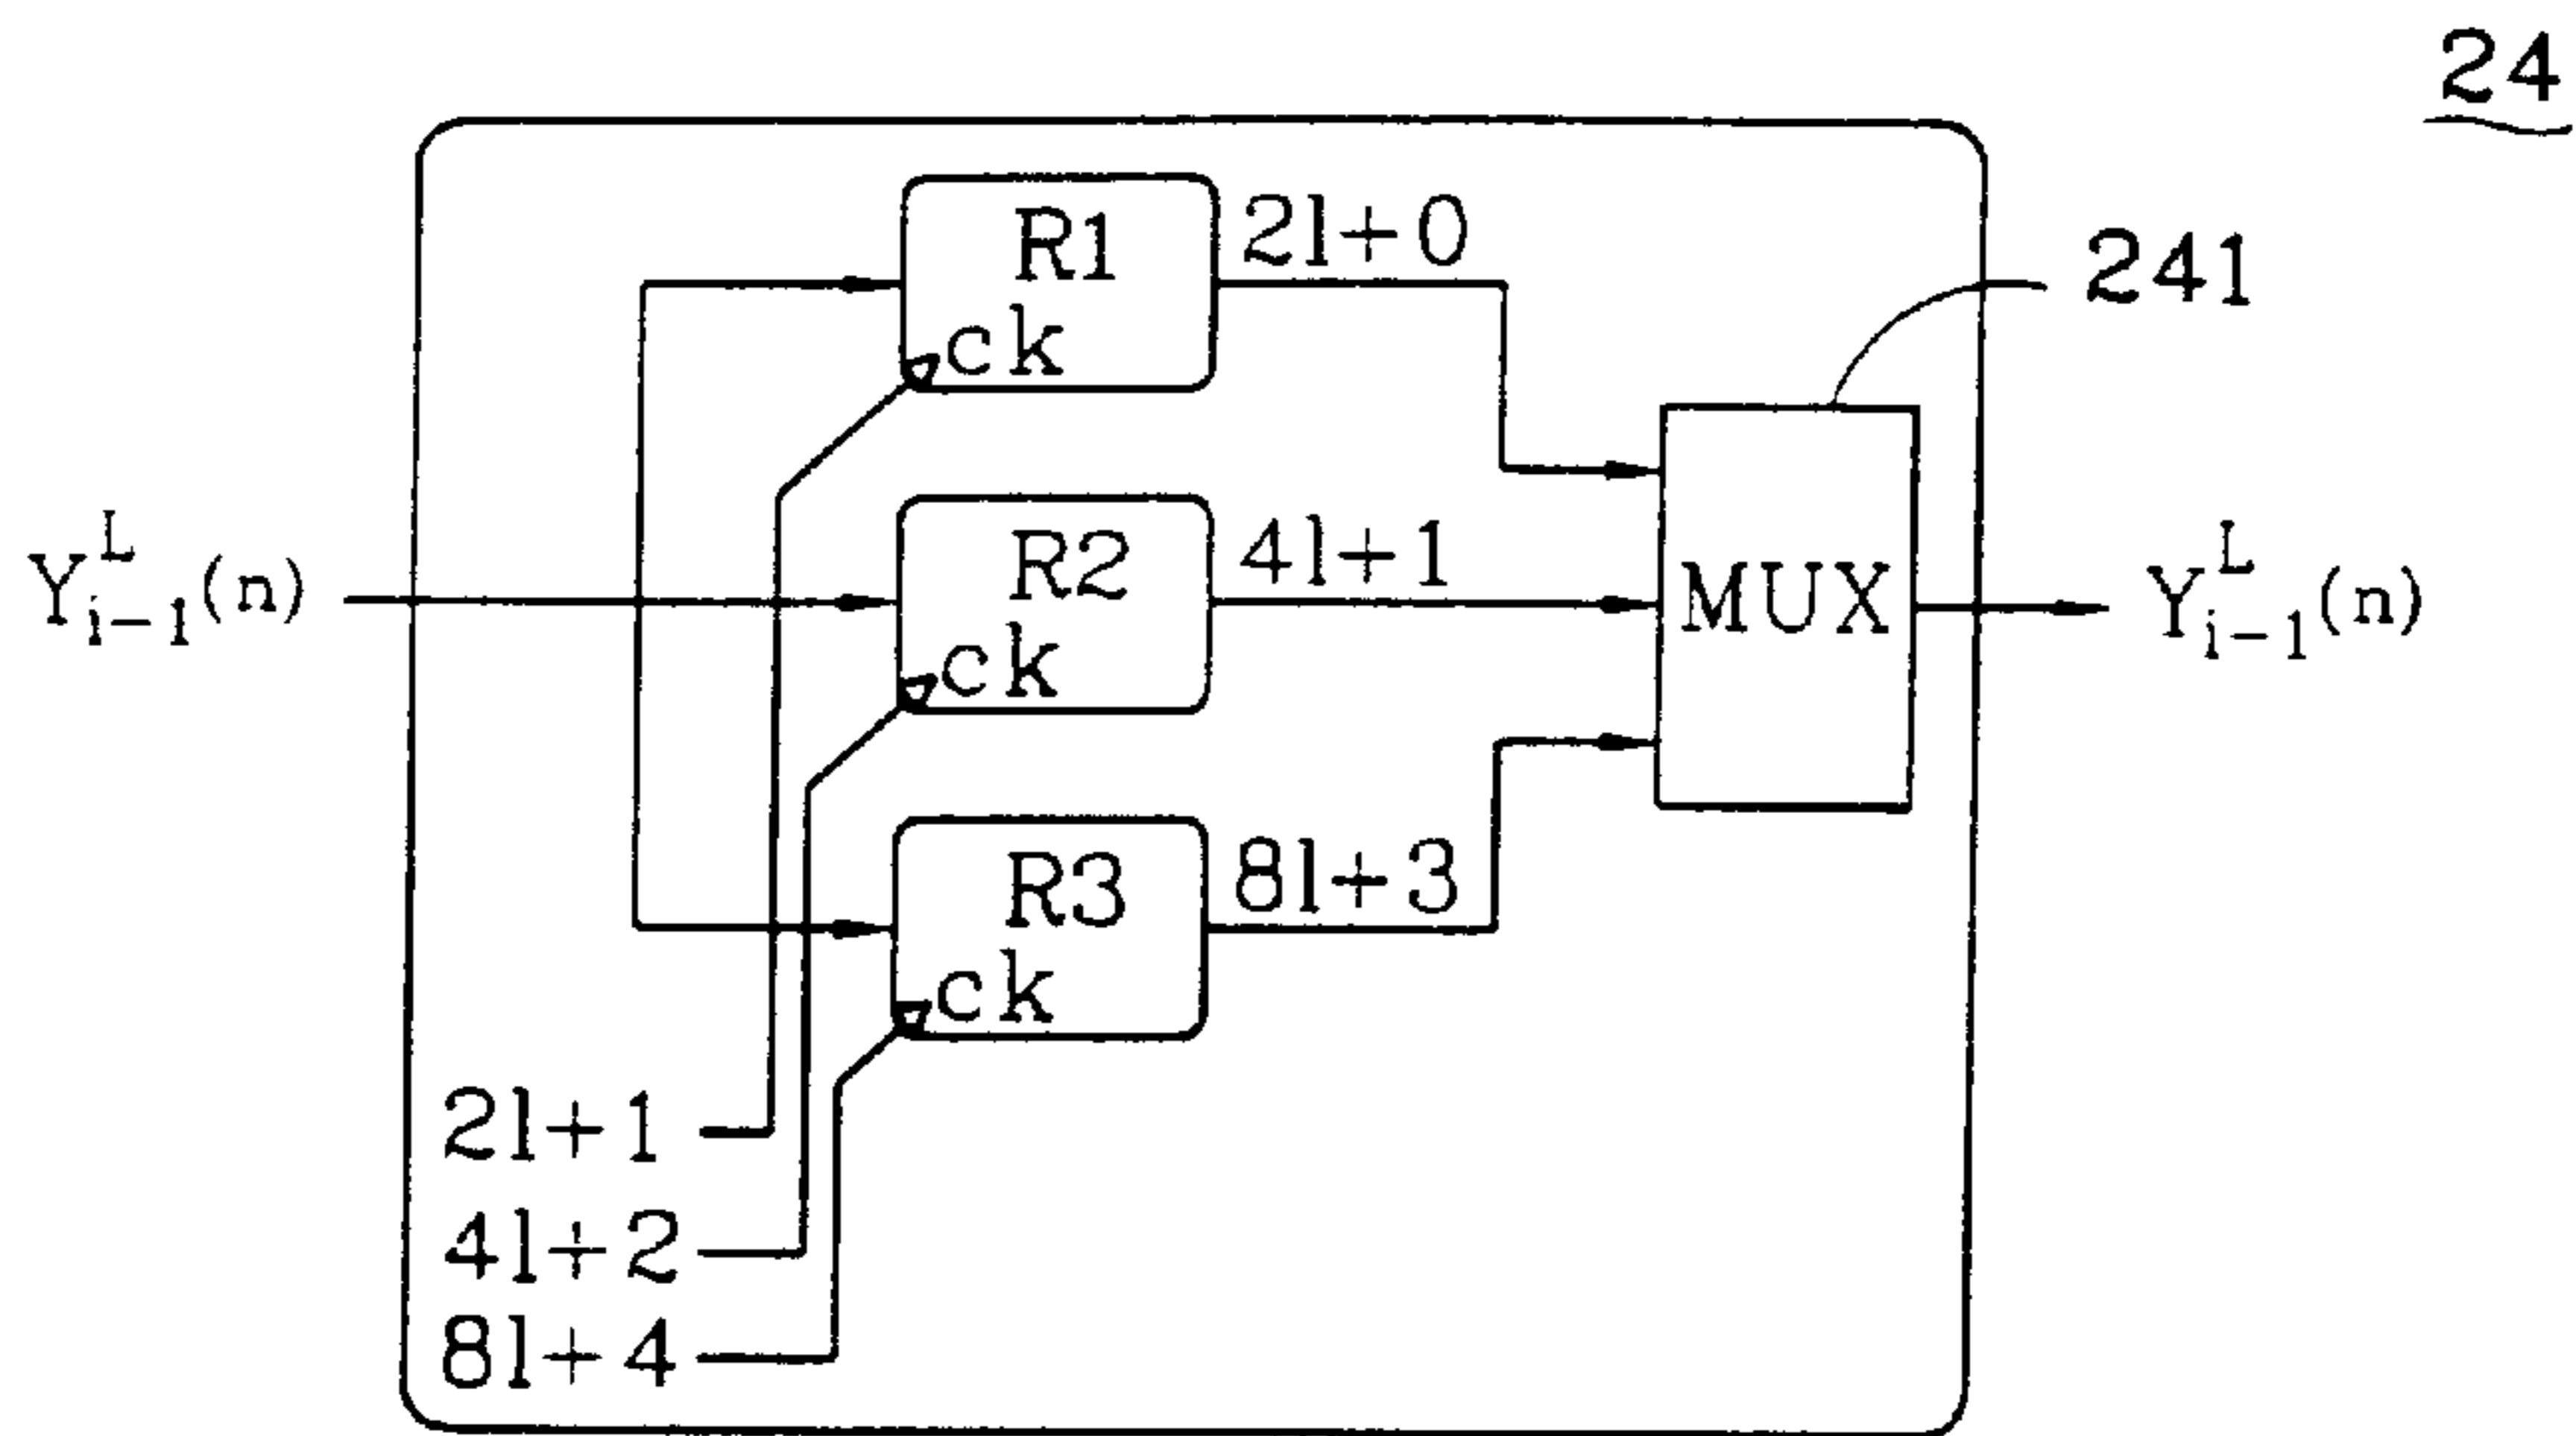 24
R1
ck
2l+0
241
Y^L_{i-1}(n)
R2
ck
4l+1
MUX
Y^L_{i-1}(n)
R3
ck
8l+3
2l+1
4l+2
8l+4